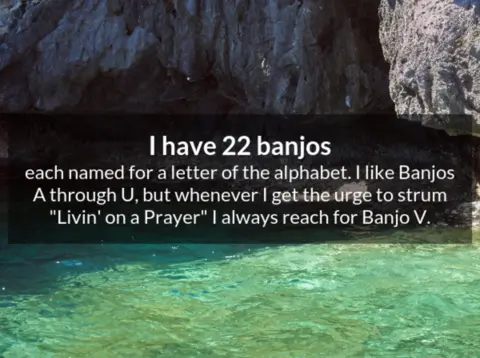 I have 22 banjos
each named for a letter of the alphabet. I like Banjos
A through U, but whenever I get the urge to strum
"Livin' on a Prayer" I always reach for Banjo V.